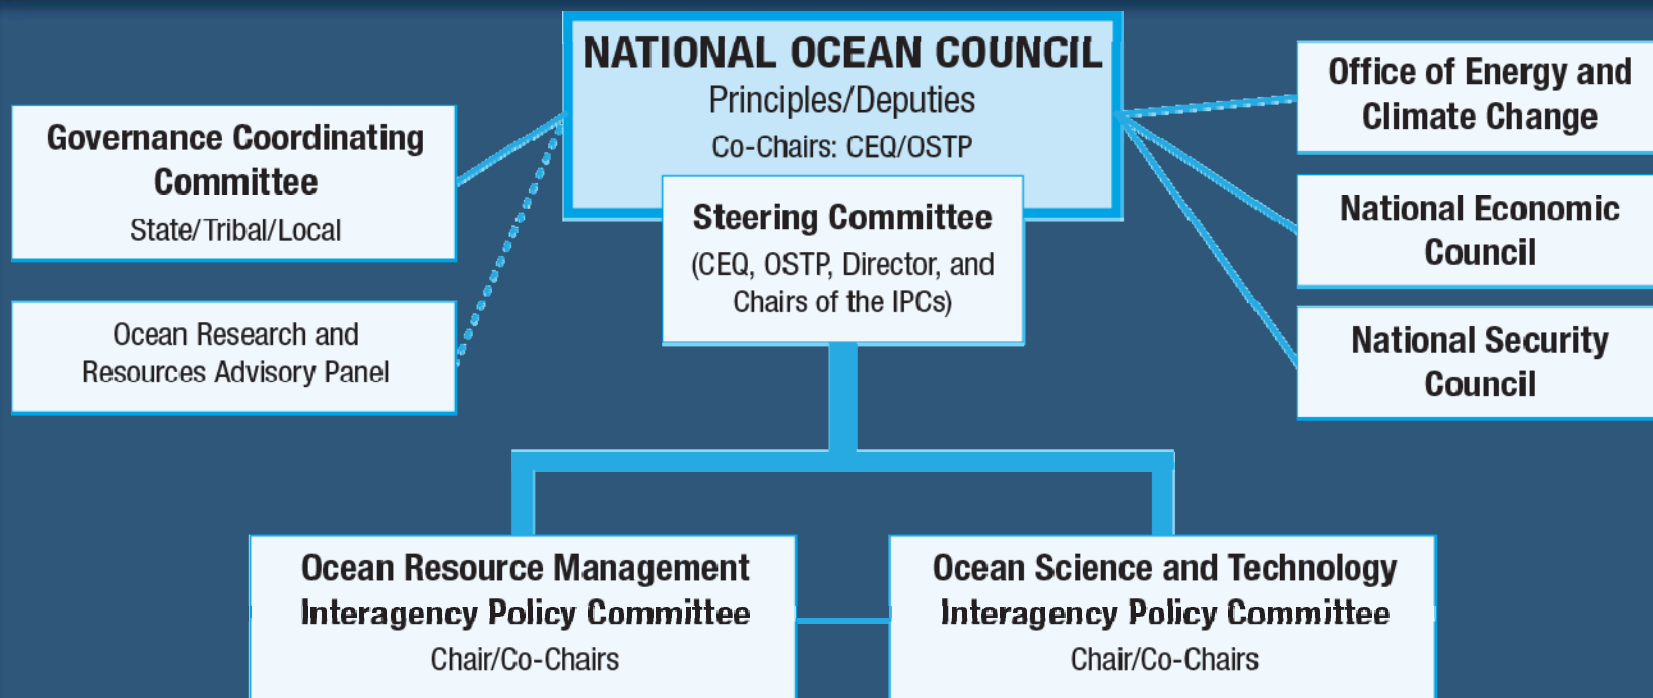 NATIONAL OCEAN COUNCIL
Principles/Deputies
Co-Chairs: CEQ/OSTP
Steering Committee
(CEQ, OSTP, Director, and
Chairs of the IPCs)
Governance Coordinating
Committee
State/Tribal/Local
Ocean Research and
Resources Advisory Panel
Office of Energy and
Climate Change
National Economic
Council
National Security
Council
Ocean Resource Management
Interagency Policy Committee
Chair/Co-Chairs
Ocean Science and Technology
Interagency Policy Committee
Chair/Co-Chairs